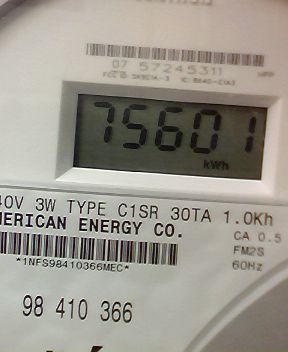 07 57245311
75601
kWh
40V 3W TYPE C1SR 30TA 1.0Kh
MERICAN ENERGY CO.
CA 0.5
FM2S
*1NFS98410366MEC*
60Hz
98 410 366